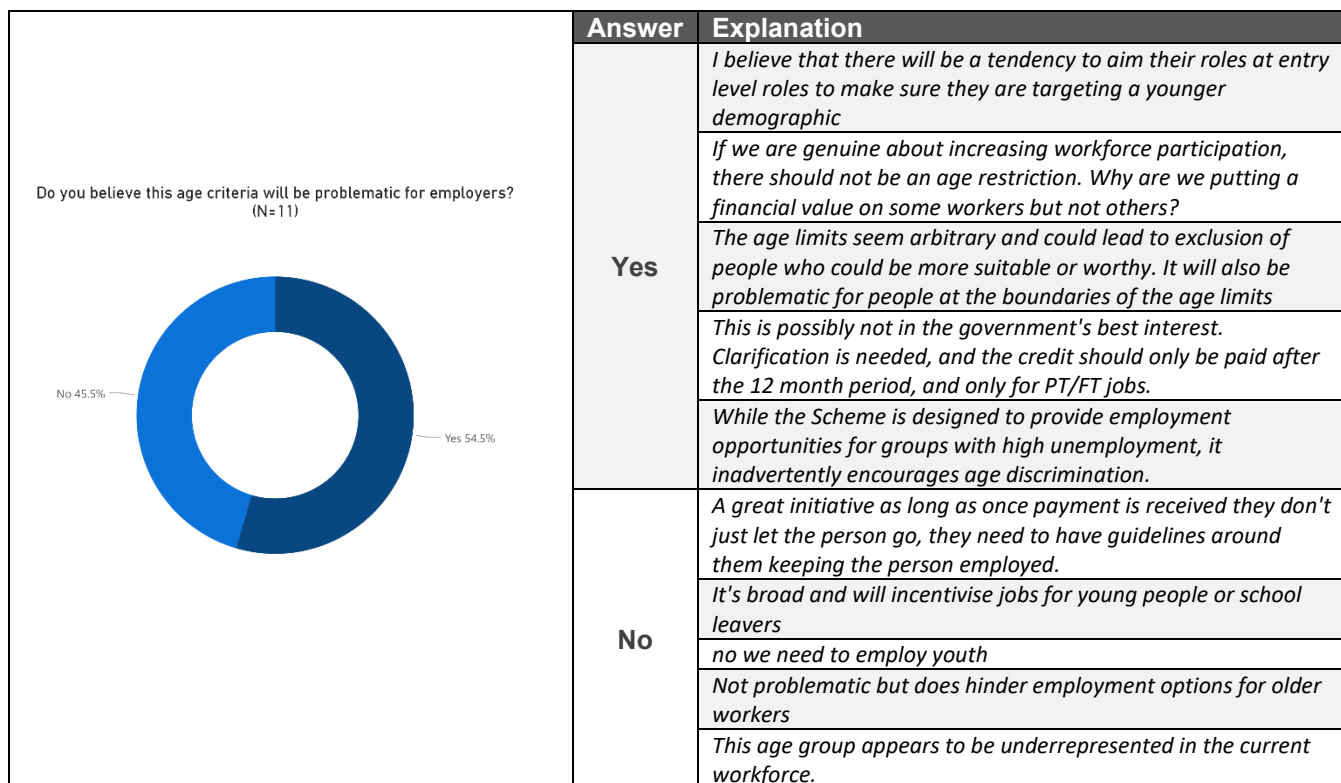 Do you believe this age criteria will be problematic for employers?
(N=11)
No 45.5%
Yes 54.5%
Answer
Explanation
Yes
I believe that there will be a tendency to aim their roles at entry
level roles to make sure they are targeting a younger
demographic
If we are genuine about increasing workforce participation,
there should not be an age restriction. Why are we putting a
financial value on some workers but not others?
The age limits seem arbitrary and could lead to exclusion of
people who could be more suitable or worthy. It will also be
problematic for people at the boundaries of the age limits
This is possibly not in the government's best interest.
Clarification is needed, and the credit should only be paid after
the 12 month period, and only for PT/FT jobs.
While the Scheme is designed to provide employment
opportunities for groups with high unemployment, it
inadvertently encourages age discrimination.
No
A great initiative as long as once payment is received they don't
just let the person go, they need to have guidelines around
them keeping the person employed.
It's broad and will incentivise jobs for young people or school
leavers
no we need to employ youth
Not problematic but does hinder employment options for older
workers
This age group appears to be underrepresented in the current
workforce.